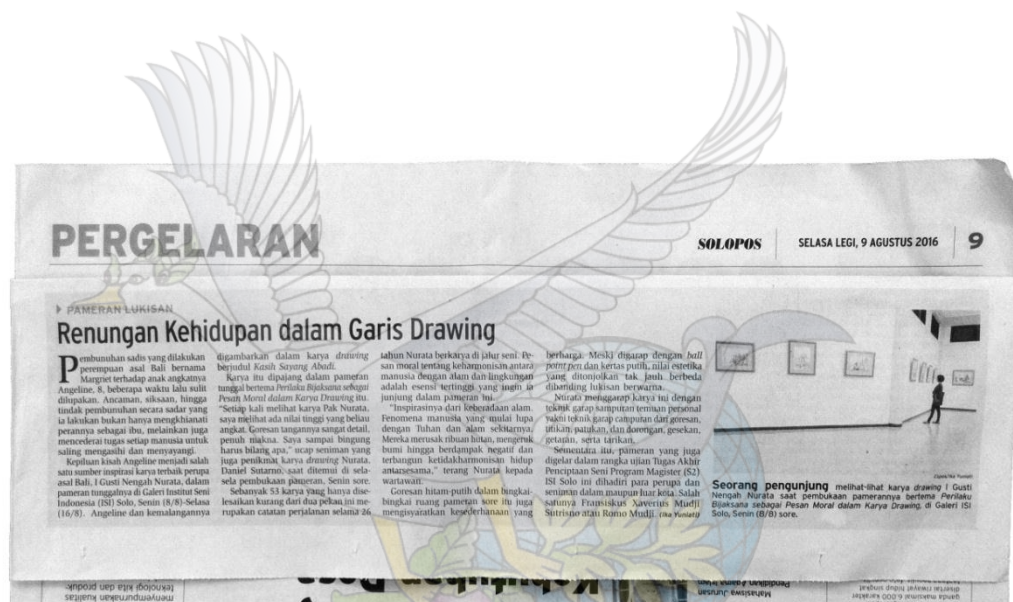 PERGELARAN
SOLOPOS
SELASA LEGI, 9 AGUSTUS 2016
9
PAMERAN LUKISAN
Renungan Kehidupan dalam Garis Drawing
Pembunuhan sadis yang dilakukan
perempuan asal Bali bernama
Margriet terhadap anak angkatnya
Angeline, 8, beberapa waktu lalu sulit
dilupakan. Ancaman, siksaan, hingga
tindak pembunuhan secara sadar yang
ia lakukan bukan hanya mengkhianati
perannya sebagai ibu, melainkan juga
mencederai tugas setiap manusia untuk
saling mengasihi dan menyayangi.
Kepiluan kisah Angeline menjadi salah
satu sumber inspirasi karya terbaik perupa
asal Bali, I Gusti Nengah Nurata, dalam
pameran tunggalnya di Galeri Institut Seni
Indonesia (ISI) Solo, Senin (8/8)-Selasa
(16/8). Angeline dan kemalangannya
digambarkan dalam karya drawing
berjudul Kasih Sayang Abadi.
Karya itu dipajang dalam pameran
tunggal bertema Perilaku Bijaksana sebagai
Pesan Moral dalam Karya Drawing itu.
"Setiap kali melihat karya Pak Nurata,
saya melihat ada nilai tinggi yang beliau
angkat. Goresan tangannya sangat detail,
penuh makna. Saya sampai bingung
harus bilang apa," ucap seniman yang
juga penikmat karya drawing Nurata,
Daniel Sutarno, saat ditemui di sela-
sela pembukaan pameran, Senin sore.
Sebanyak 53 karya yang hanya dise-
lesaikan kurang dari dua pekan ini me-
rupakan catatan perjalanan selama 26
tahun Nurata berkarya di jalur seni. Pe-
san moral tentang keharmonisan antara
manusia dengan alam dan lingkungan
adalah esensi tertinggi yang ingin ia
junjung dalam pameran ini.
"Inspirasinya dari keberadaan alam.
Fenomena manusia yang mulai lupa
dengan Tuhan dan alam sekitarnya.
Mereka merusak ribuan hutan, mengeruk
bumi hingga berdampak negatif dan
terbangun ketidakharmonisan hidup
antarsesama," terang Nurata kepada
wartawan.
Goresan hitam-putih dalam bingkai-
bingkai ruang pameran sore itu juga
mengisyaratkan kesederhanaan yang
berharga. Meski digarap dengan ball
point pen dan kertas putih, nilai estetika
yang ditonjolkan tak jauh berbeda
dibanding lukisan berwarna.
Nurata menggarap karya ini dengan
teknik garap sampuran temuan personal
yakni teknik garap campuran dari goresan,
titikan, patukan, dan dorongan, gesekan,
getaran, serta tarikan.
Sementara itu, pameran yang juga
digelar dalam rangka ujian Tugas Akhir
Penciptaan Seni Program Magister (S2)
ISI Solo ini dihadiri para perupa dan
seniman dalam maupun luar kota. Salah
satunya Fransiskus Xaverius Mudji
Sutrisno atau Romo Mudji. (Ika Yuniati)
Seorang pengunjung melihat-lihat karya drawing I Gusti
Nengah Nurata saat pembukaan pamerannya bertema Perilaku
Bijaksana sebagai Pesan Moral dalam Karya Drawing, di Galeri ISI
Solo, Senin (8/8) sore.
teknologi kita dan produk
menyempurnakan kualitas
Mahasiswa Jurusan
Pendidikan Agama Islam